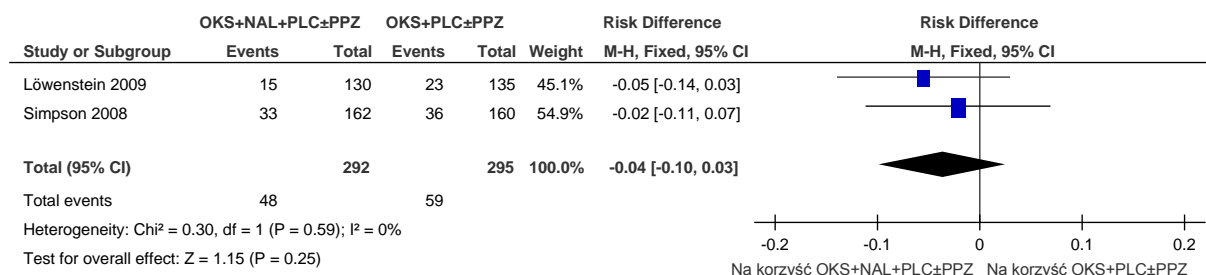 OKS+NAL+PLC±PPZ OKS+PLC±PPZ Risk Difference Risk Difference
Study or Subgroup Events Total Events Total Weight M-H, Fixed, 95% CI M-H, Fixed, 95% CI
Löwenstein 2009 15 130 23 135 45.1% -0.05 [-0.14, 0.03]
Simpson 2008 33 162 36 160 54.9% -0.02 [-0.11, 0.07]
Total (95% CI) 292 295 100.0% -0.04 [-0.10, 0.03]
Total events 48 59
Heterogeneity: Chi² = 0.30, df = 1 (P = 0.59); I² = 0%
Test for overall effect: Z = 1.15 (P = 0.25)
-0.2 -0.1 0 0.1 0.2
Na korzyść OKS+NAL+PLC±PPZ Na korzyść OKS+PLC±PPZ